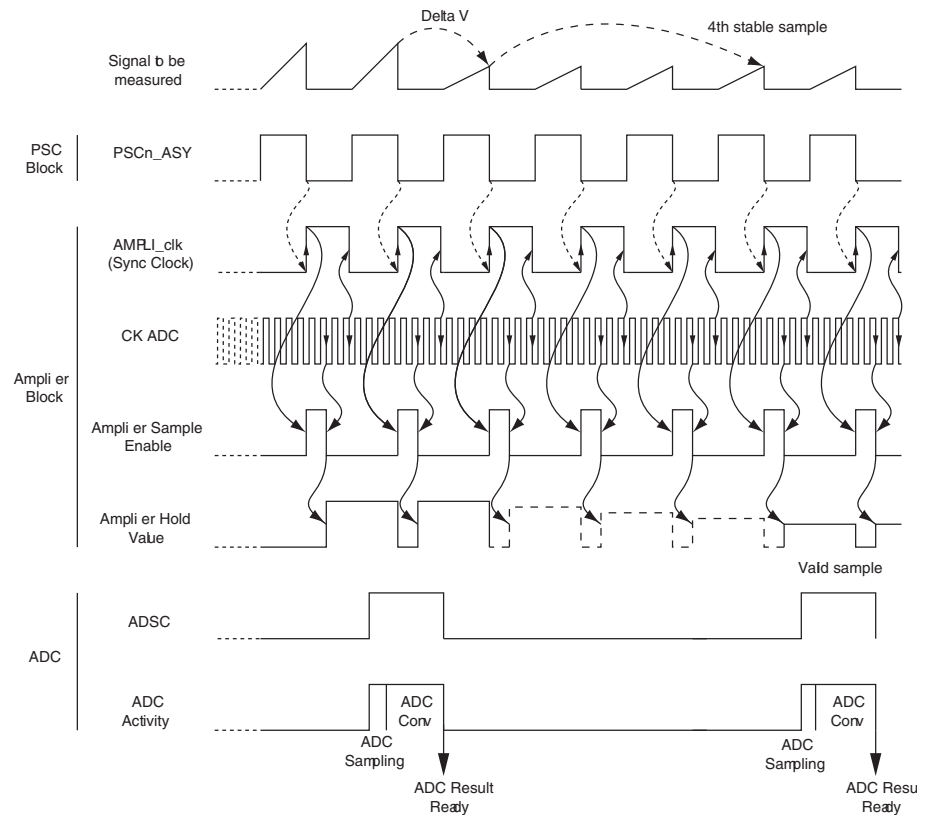 Delta V
4th stable sample
Signal to be
measured
PSC
Block
PSCn_ASY
AMPLI_clk
(Sync Clock)
CK ADC
Ampli er
Block
Ampli er Sample
Enable
Ampli er Hold
Value
Valid sample
ADSC
ADC
ADC
Activity
ADC
Conv
ADC
Sampling
ADC Result
Ready
ADC
Conv
ADC
Sampling
ADC Resu
Ready